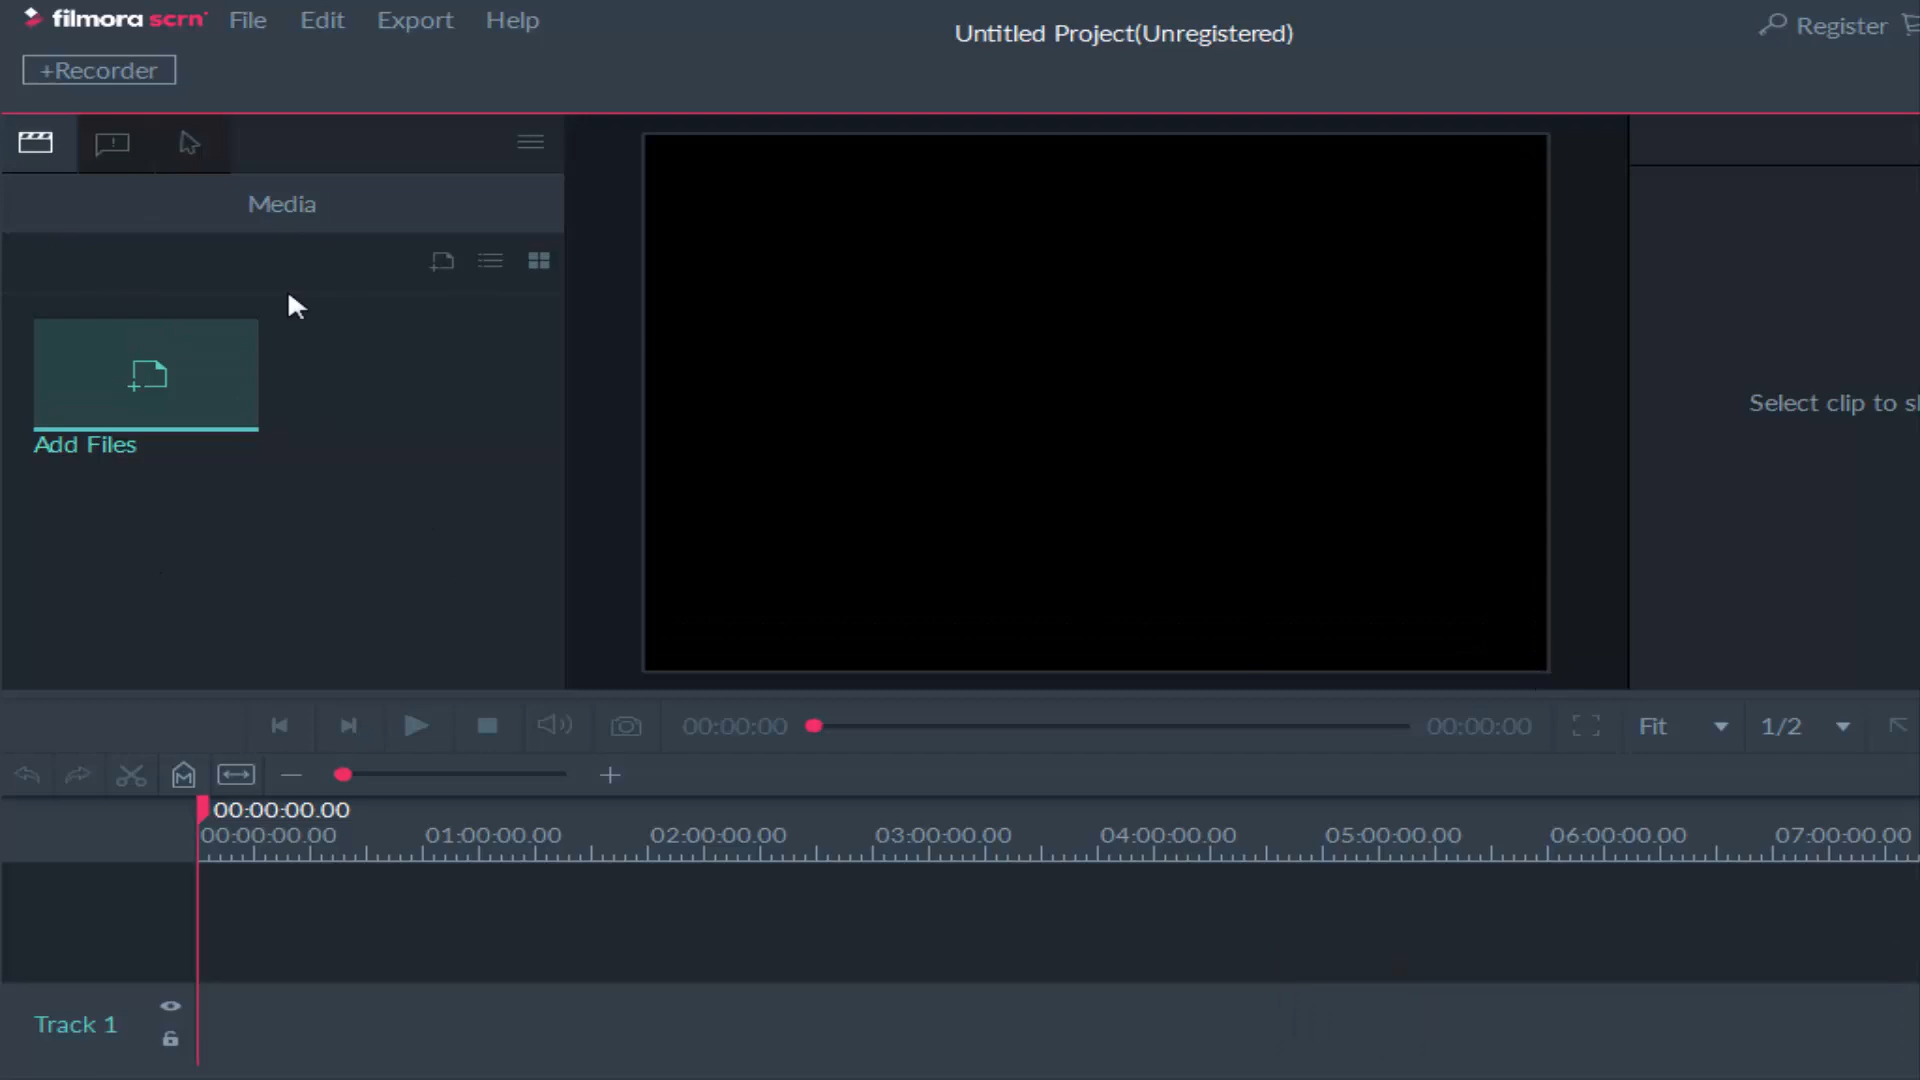 filmora scrn File Edit Export Help
Untitled Project(Unregistered)
Register
+Recorder
Media
Add Files
Select clip to
00:00:00
00:00:00
Fit
1/2
00:00:00.00
00:00:00.00 01:00:00.00 02:00:00.00 03:00:00.00 04:00:00.00 05:00:00.00 06:00:00.00 07:00:00.00
Track 1